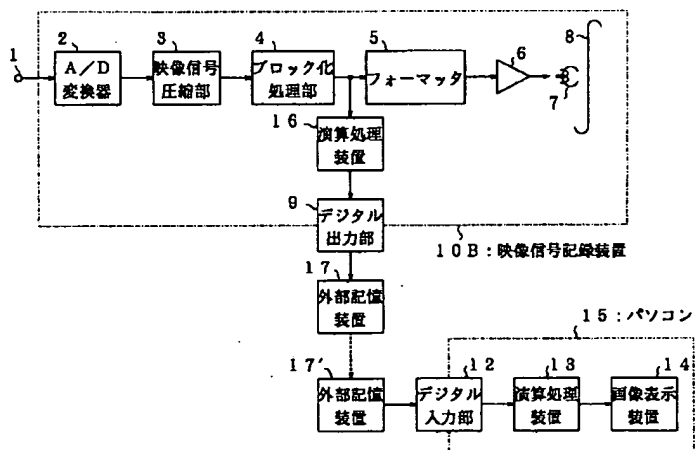 1
2
A/D
変換器
3
映像信号
圧縮部
4
ブロック化
処理部
5
フォーマッタ
6
7
8
16
演算処理
装置
9
デジタル
出力部
10B:映像信号記録装置
17
外部記憶
装置
15:パソコン
17'
外部記憶
装置
12
デジタル
入力部
13
演算処理
装置
14
画像表示
装置